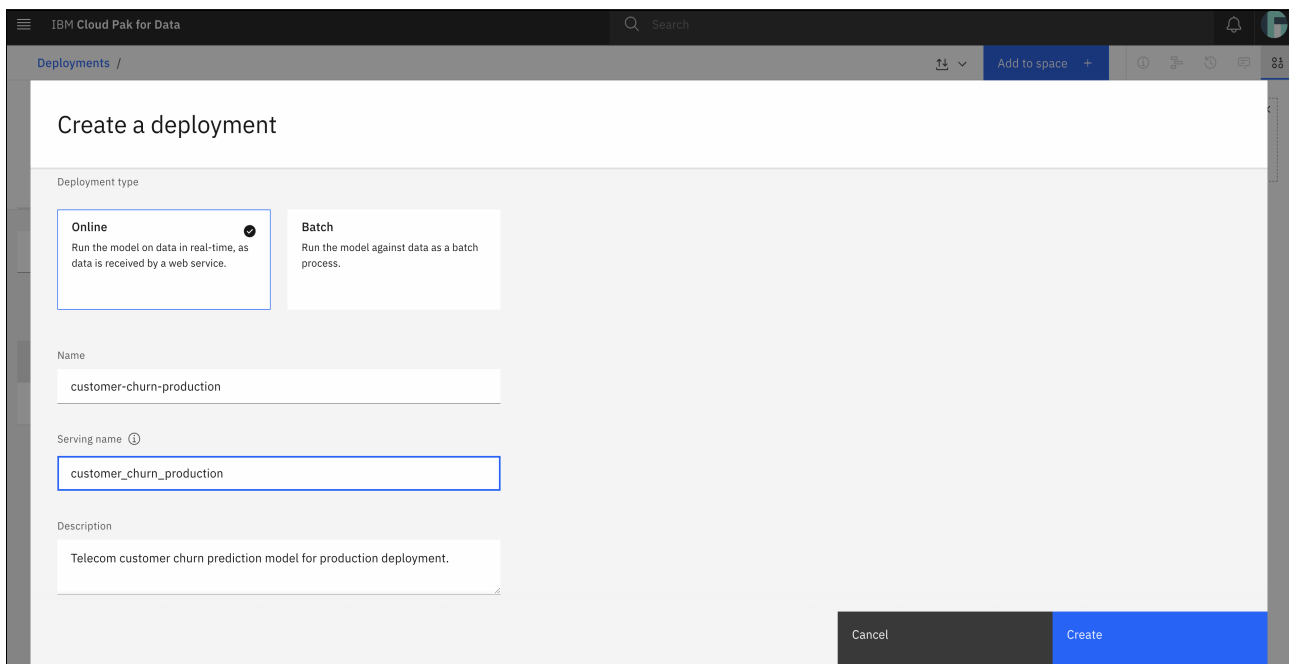 IBM Cloud Pak for Data
Search
Deployments /
Add to space +
Create a deployment
Deployment type
Online
Run the model on data in real-time, as
data is received by a web service.
Batch
Run the model against data as a batch
process.
Name
customer-churn-production
Serving name
customer_churn_production
Description
Telecom customer churn prediction model for production deployment.
Cancel
Create